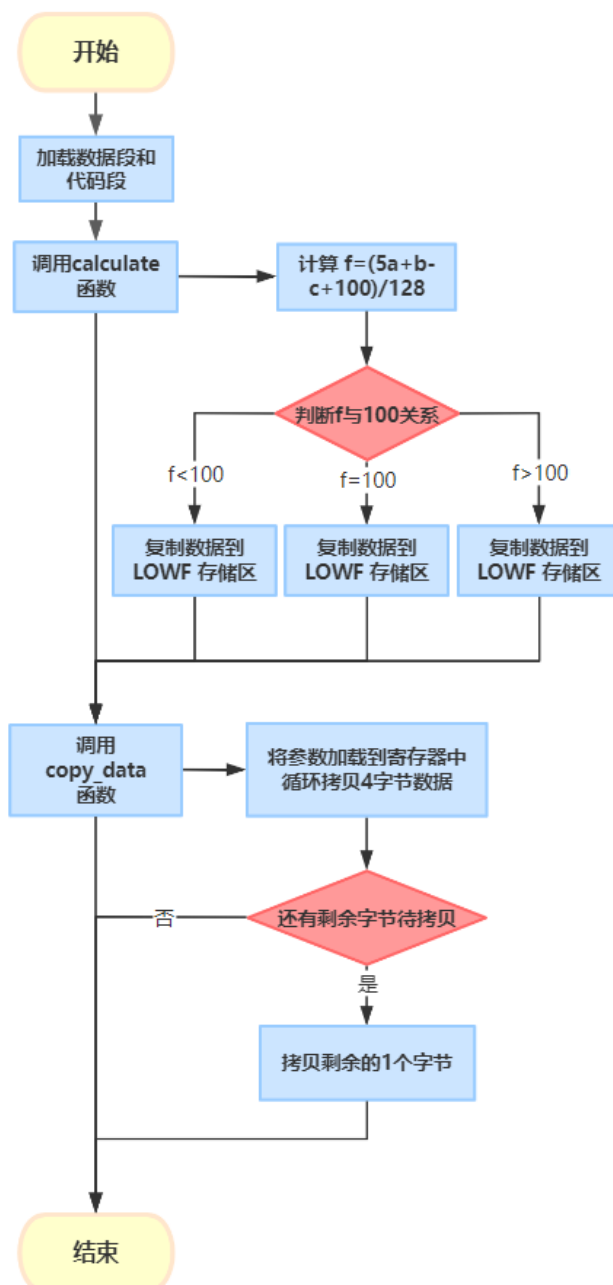 开始
加载数据段和
代码段
调用calculate
函数
计算 f=(5a+b-
c+100)/128
判断f与100关系
f<100
f=100
f>100
复制数据到
LOWF 存储区
复制数据到
LOWF 存储区
复制数据到
LOWF 存储区
调用
copy_data
函数
将参数加载到寄存器中
循环拷贝4字节数据
还有剩余字节待拷贝
否
是
拷贝剩余的1个字节
结束